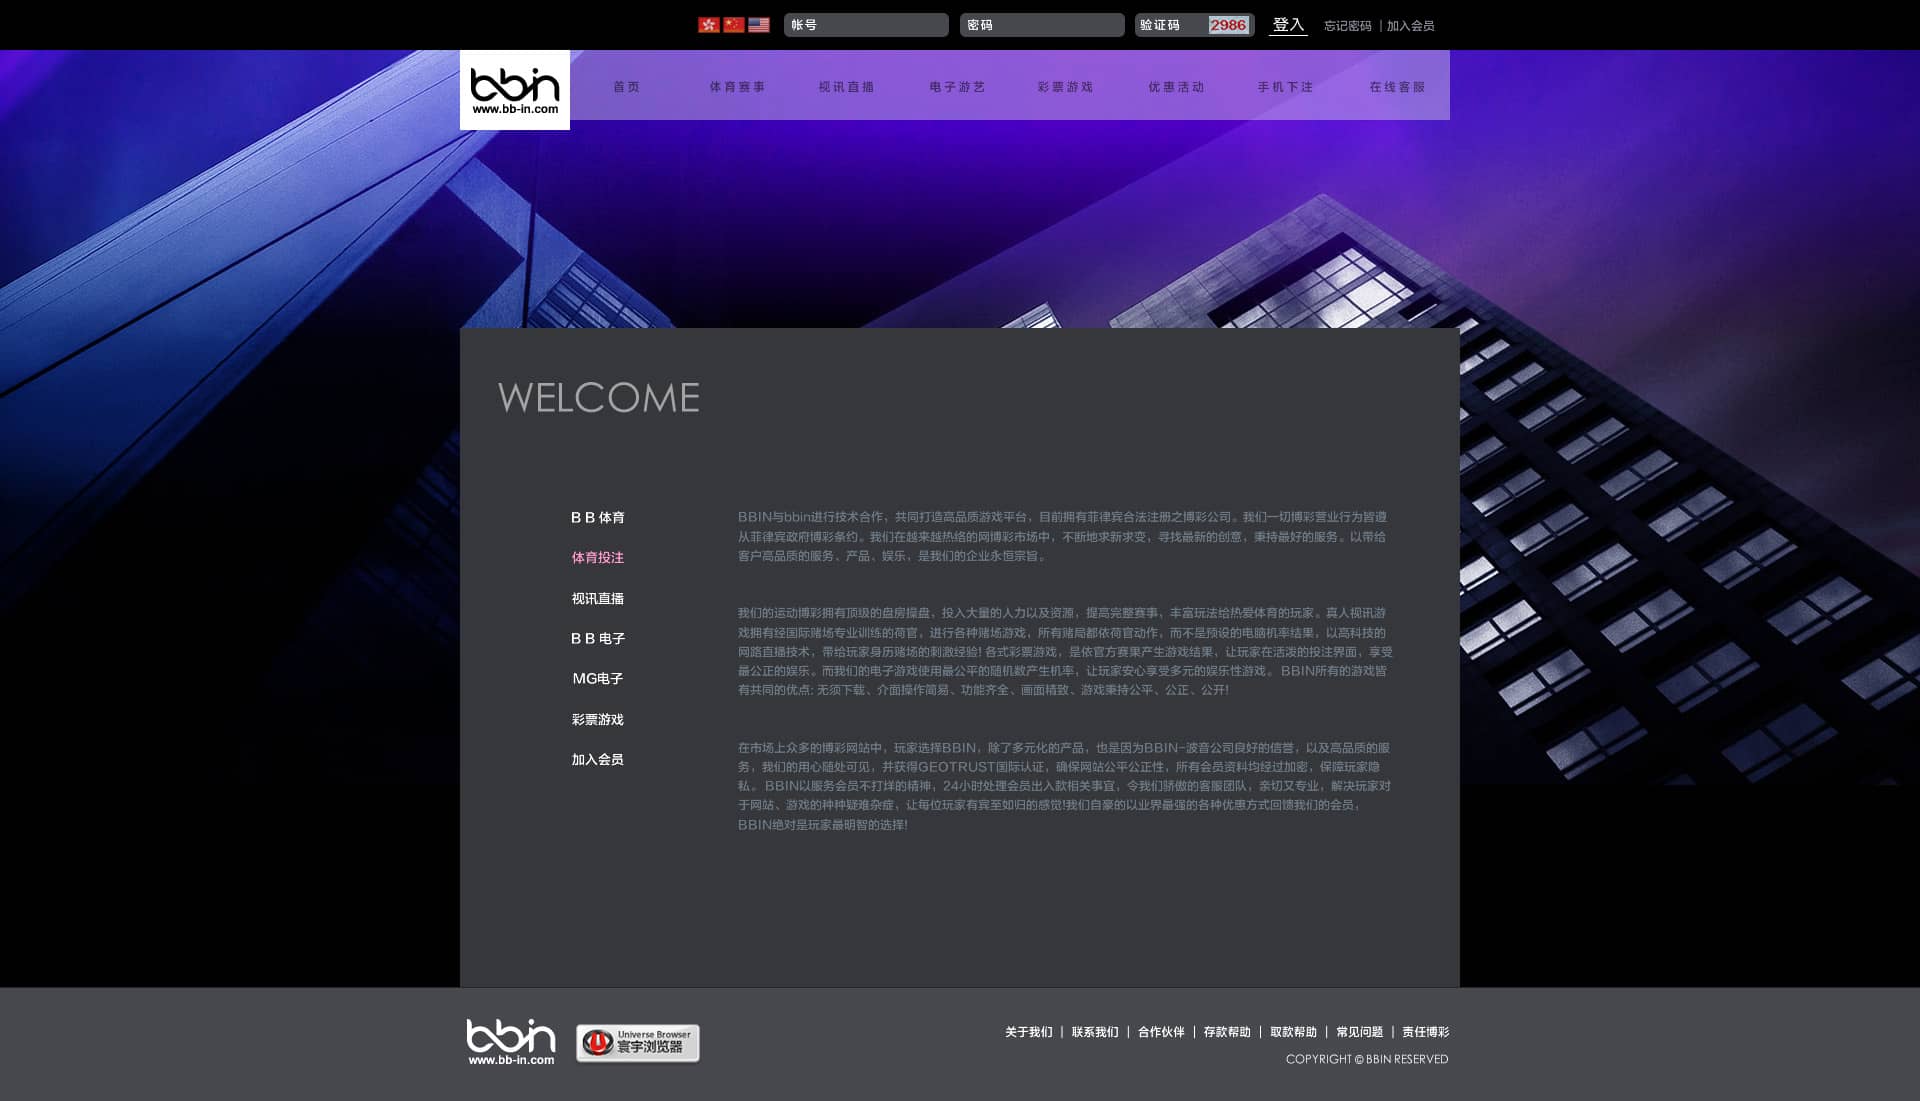 帐号
密码
验证码 2986
登入
忘记密码 | 加入会员
bbin
www.bb-in.com
首页 体育赛事 视讯直播 电子游艺 彩票游戏 优惠活动 手机下注 在线客服
WELCOME
BB体育
体育投注
视讯直播
BB电子
MG电子
彩票游戏
加入会员
BBIN与bbin进行技术合作，共同打造高品质游戏平台，目前拥有菲律宾合法注册之博彩公司。我们一切博彩营业行为皆遵
从菲律宾政府博彩条约。我们在越来越热络的网博彩市场中，不断地求新求变，寻找最新的创意，秉持最好的服务。以带给
客户高品质的服务、产品、娱乐，是我们的企业永恒宗旨。
我们的运动博彩拥有顶级的盘房操盘，投入大量的人力以及资源，提高完整赛事，丰富玩法给热爱体育的玩家。真人视讯游
戏拥有经国际赌场专业训练的荷官，进行各种赌场游戏，所有赌局都依荷官动作，而不是预设的电脑机率结果，以高科技的
网路直播技术，带给玩家身历赌场的刺激经验! 各式彩票游戏，是依官方赛果产生游戏结果，让玩家在活泼的投注界面，享受
最公正的娱乐。而我们的电子游戏使用最公平的随机数产生机率，让玩家安心享受多元的娱乐性游戏。 BBIN所有的游戏皆
有共同的优点: 无须下载、介面操作简易、功能齐全、画面精致、游戏秉持公平、公正、公开!
在市场上众多的博彩网站中，玩家选择BBIN，除了多元化的产品，也是因为BBIN-波音公司良好的信誉，以及高品质的服
务，我们的用心随处可见，并获得GEOTRUST国际认证，确保网站公平公正性，所有会员资料均经过加密，保障玩家隐
私。 BBIN以服务会员不打烊的精神，24小时处理会员出入款相关事宜，令我们骄傲的客服团队，亲切又专业，解决玩家对
于网站、游戏的种种疑难杂症，让每位玩家有宾至如归的感觉!我们自豪的以业界最强的各种优惠方式回馈我们的会员，
BBIN绝对是玩家最明智的选择!
bbin
www.bb-in.com
Universe Browser
寰宇浏览器
关于我们 | 联系我们 | 合作伙伴 | 存款帮助 | 取款帮助 | 常见问题 | 责任博彩
COPYRIGHT © BBIN RESERVED